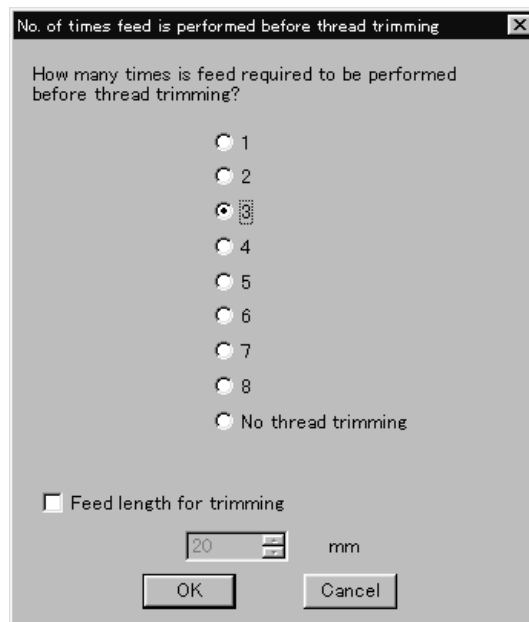 No. of times feed is performed before thread trimming
How many times is feed required to be performed
before thread trimming?
1
2
3
4
5
6
7
8
No thread trimming
Feed length for trimming
20 mm
OK Cancel